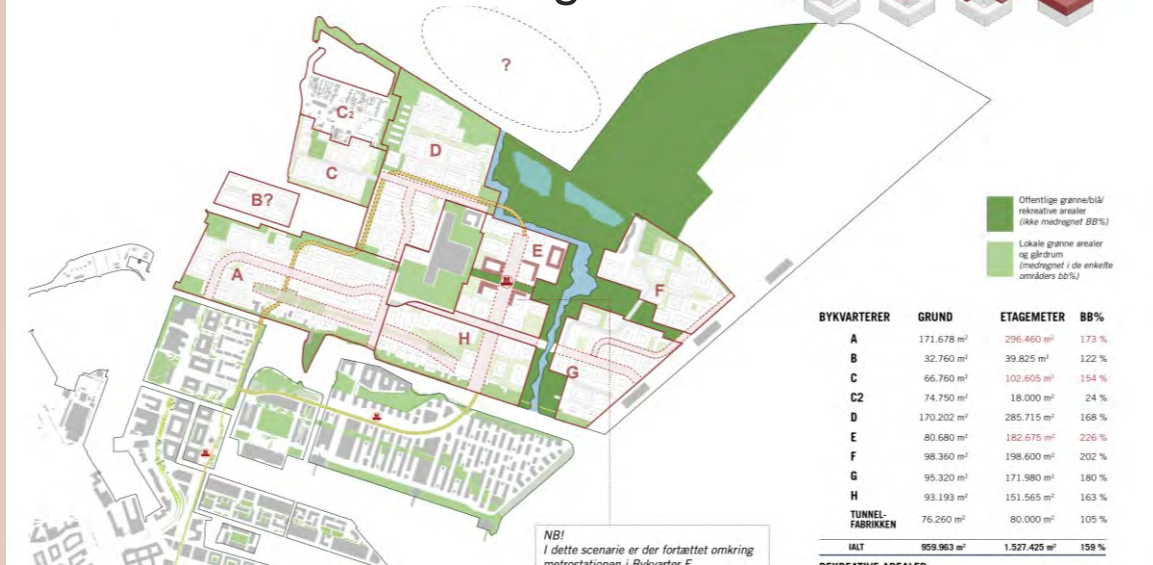 g
?
C2
D
C
B?
E
A
F
H
G
Offentlige grønne/blå/
rekreative arealer
(ikke medregnet BB%)
Lokale grønne arealer
og gårdrum
(medregnet i de enkelte
områders bb%)
BYKVARTERER GRUND ETAGEMETER BB%
A 171.678 m² 296.460 m² 173 %
B 32.760 m² 39.825 m² 122 %
C 66.760 m² 102.605 m² 154 %
C2 74.750 m² 18.000 m² 24 %
D 170.202 m² 285.715 m² 168 %
E 80.680 m² 182.675 m² 226 %
F 98.360 m² 198.600 m² 202 %
G 95.320 m² 171.980 m² 180 %
H 93.193 m² 151.565 m² 163 %
TUNNEL-
FABRIKKEN 76.260 m² 80.000 m² 105 %
IALT 959.963 m² 1.527.425 m² 159 %
REKREATIVE AREALER
NB!
I dette scenarie er der fortættet omkring
metrostationen i Bykvarter E